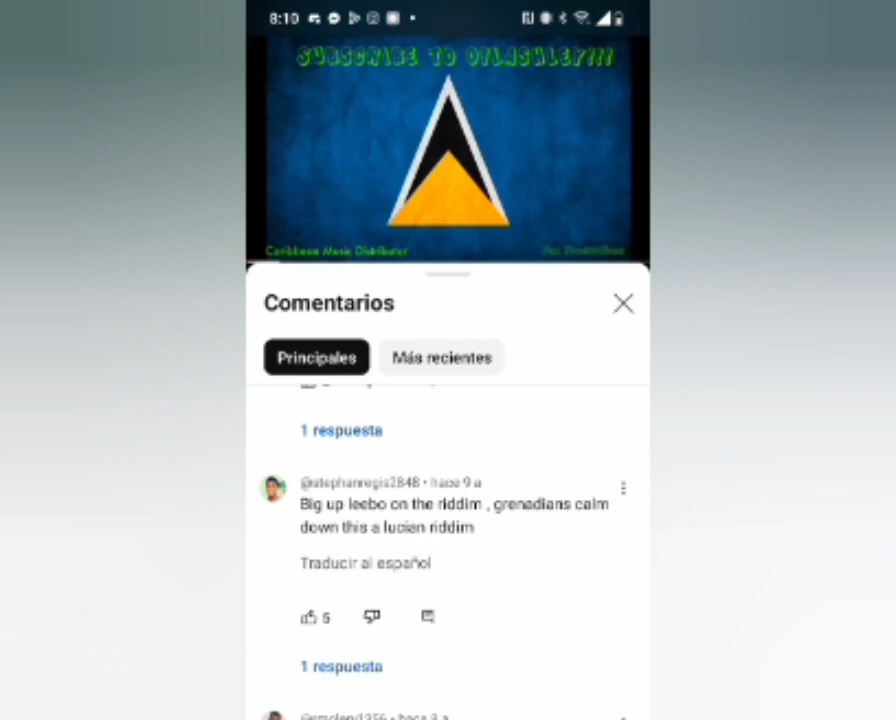 8:10
SUBSCRIBE TO OTLASHLEY!!!
Caribbean Music Distributor
Comentarios
Principales
Más recientes
1 respuesta
@stephanregis2848 • hace 9 a
Big up leebo on the riddim , grenadians calm
down this a lucian riddim
Traducir al español
5
1 respuesta